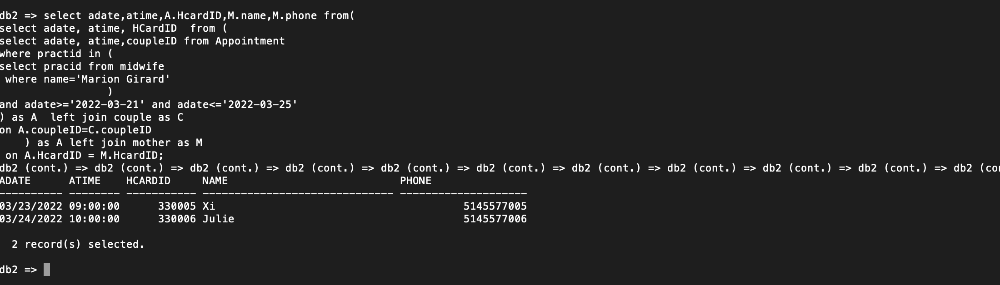 db2 => select adate,atime,A.HcardID,M.name,M.phone from(
select adate, atime, HCardID  from (
select adate, atime,coupleID from Appointment
where practid in (
select pracid from midwife
 where name='Marion Girard'
                 )
and adate>='2022-03-21' and adate<='2022-03-25'
) as A  left join couple as C
on A.coupleID=C.coupleID
    ) as A left join mother as M
 on A.HcardID = M.HcardID;
db2 (cont.) => db2 (cont.) => db2 (cont.) => db2 (cont.) => db2 (cont.) => db2 (cont.) => db2 (cont.) => db2 (cont.) => db2 (cont.) => db2 (cont.) => db2 (co
ADATE      ATIME    HCARDID     NAME                           PHONE
---------- -------- ----------- ------------------------------ --------------------
03/23/2022 09:00:00      330005 Xi                                       5145577005
03/24/2022 10:00:00      330006 Julie                                    5145577006
  2 record(s) selected.
db2 =>